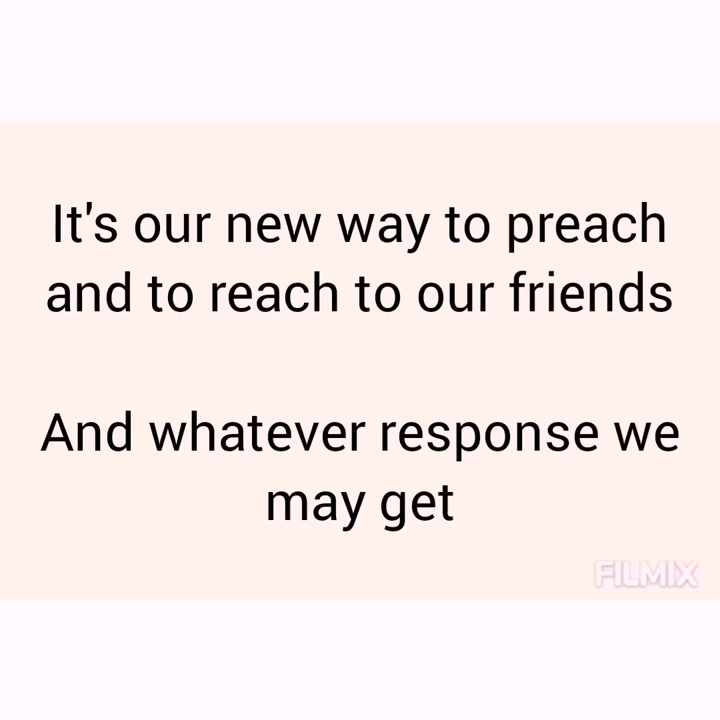 It's our new way to preach
and to reach to our friends
And whatever response we
may get
FILMIX